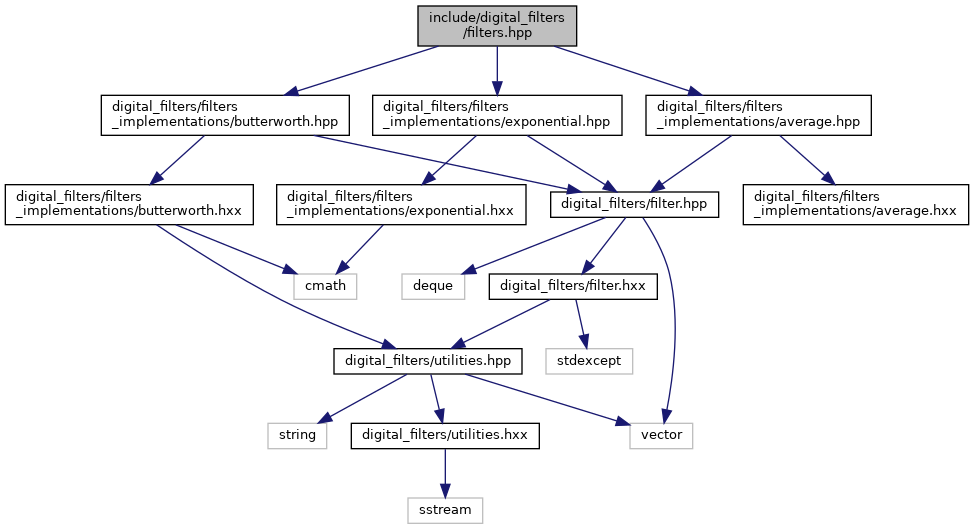 include/digital_filters
/filters.hpp
digital_filters/filters
_implementations/butterworth.hpp
digital_filters/filters
_implementations/exponential.hpp
digital_filters/filters
_implementations/average.hpp
digital_filters/filters
_implementations/butterworth.hxx
digital_filters/filters
_implementations/exponential.hxx
digital_filters/filter.hpp
digital_filters/filters
_implementations/average.hxx
cmath
deque
digital_filters/filter.hxx
digital_filters/utilities.hpp
stdexcept
string
digital_filters/utilities.hxx
vector
sstream